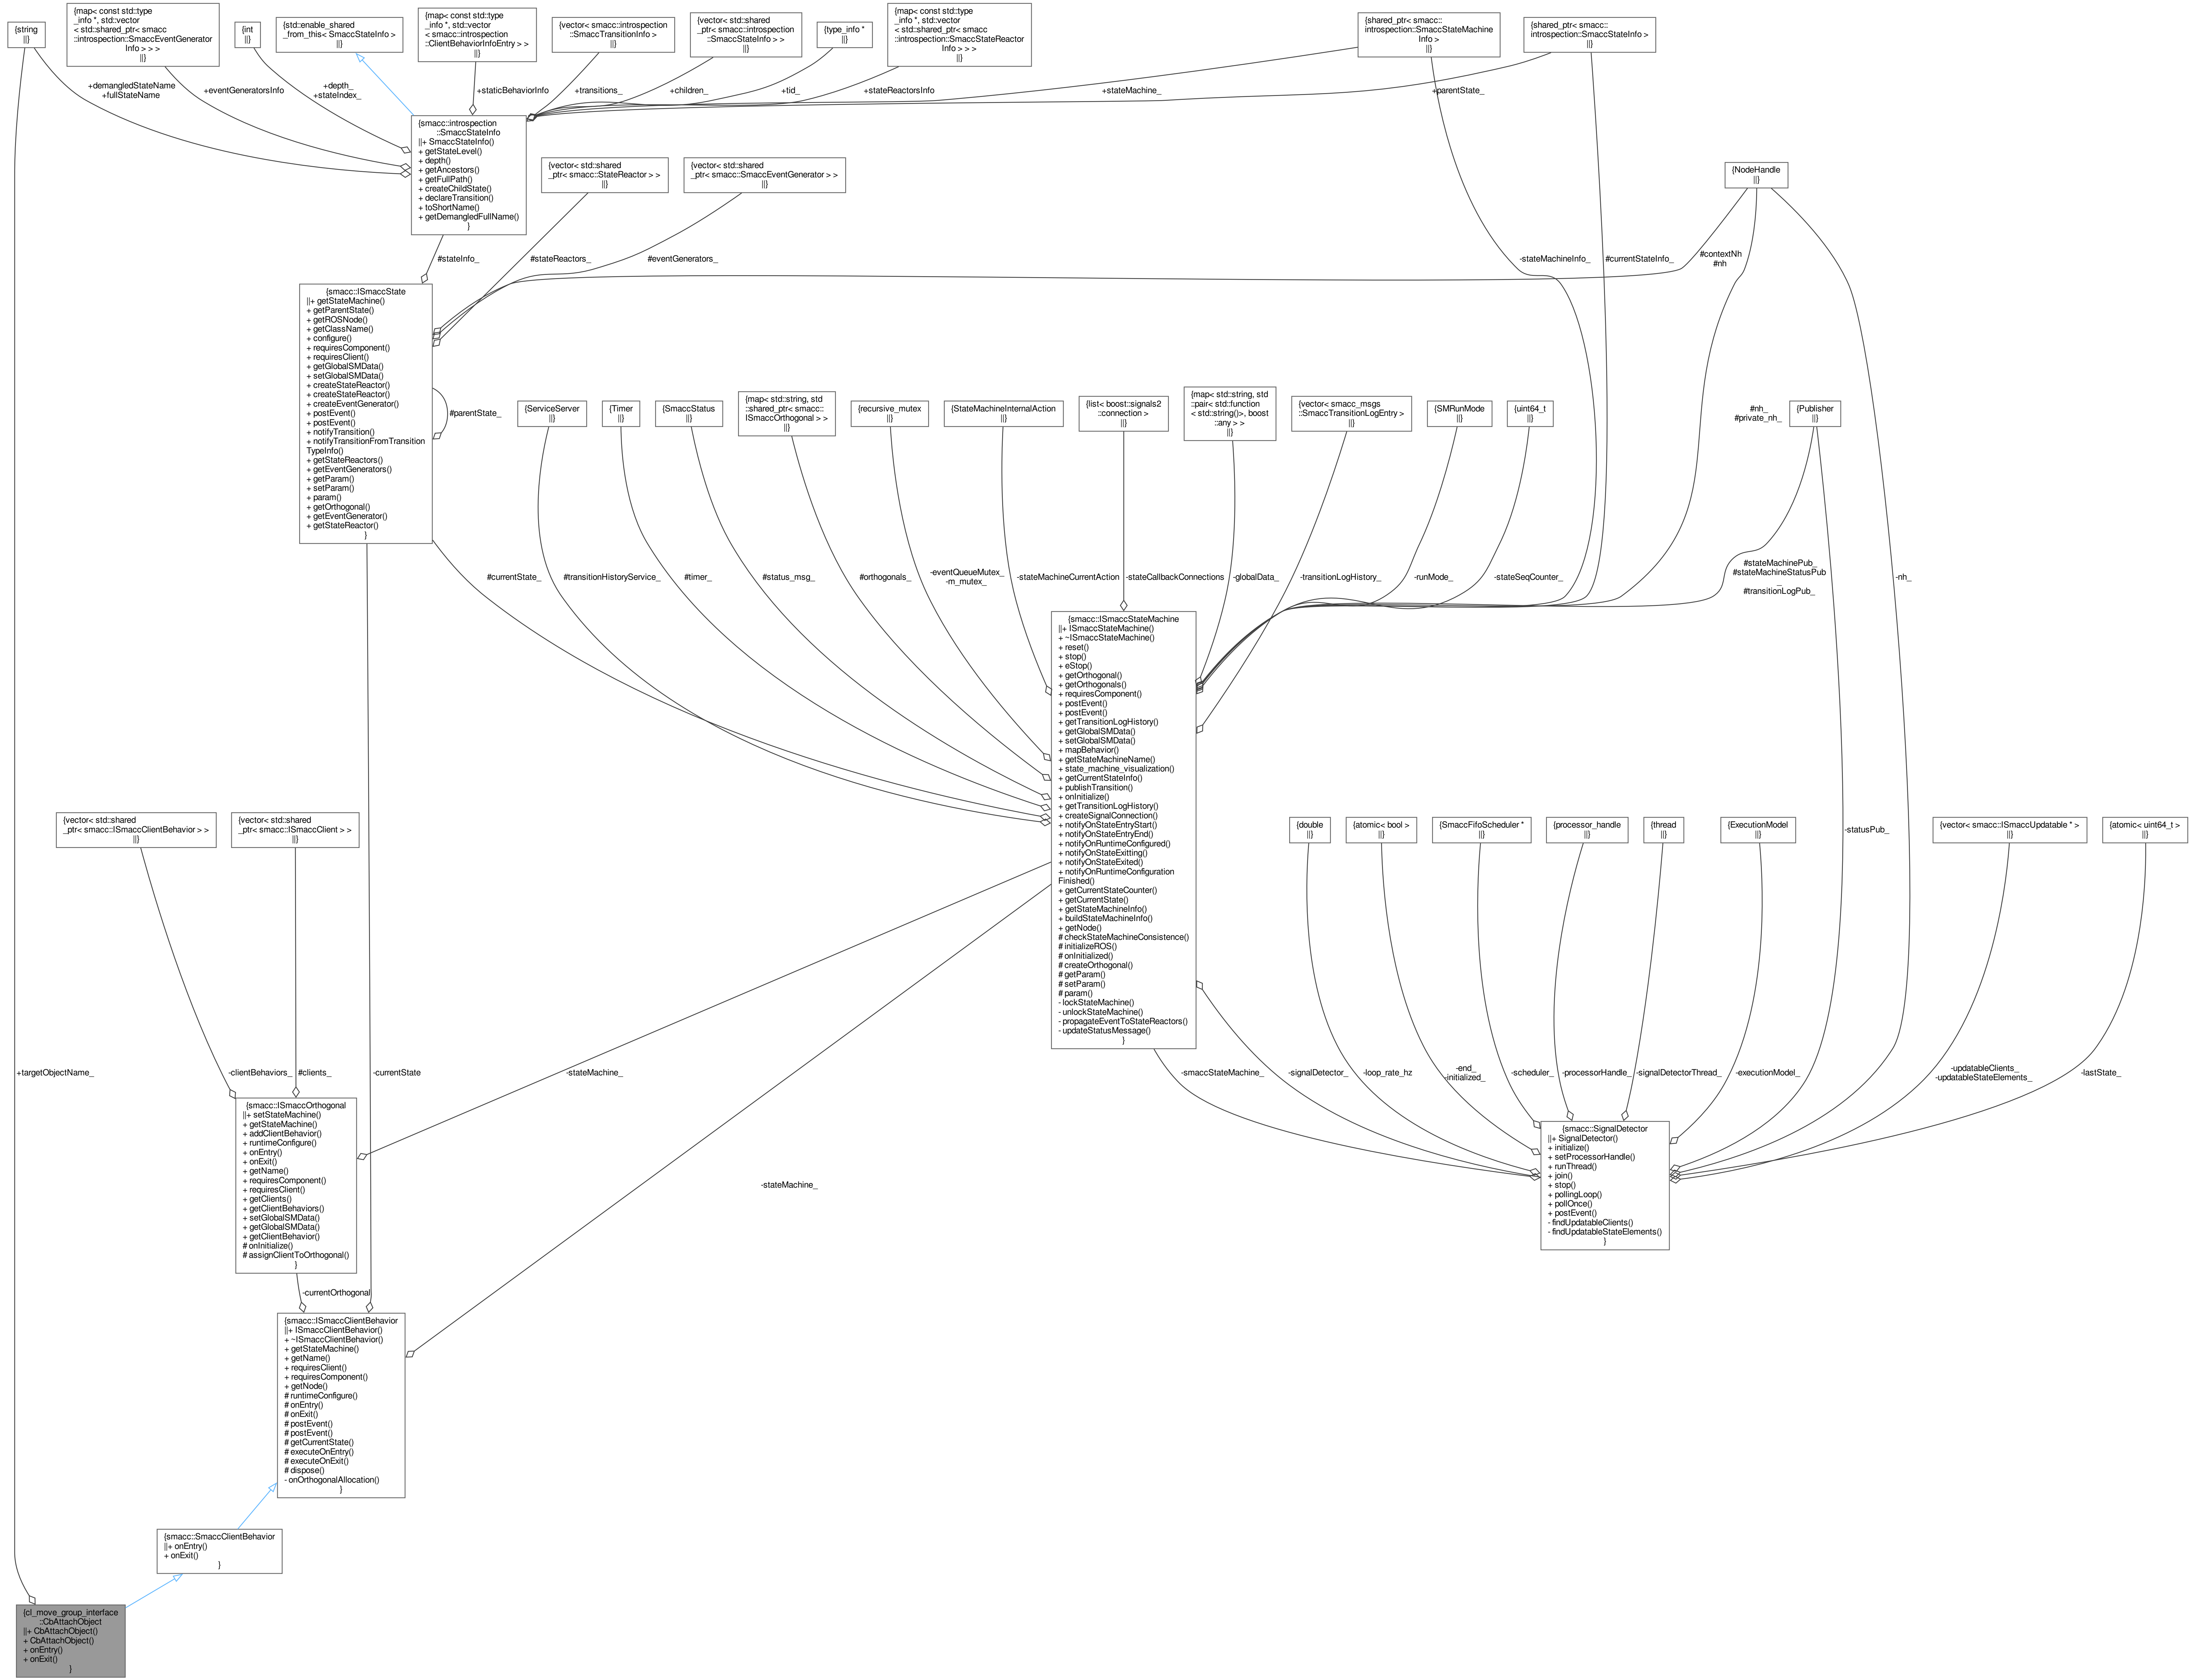 {string
||}
{map< const std::type
_info *, std::vector
< std::shared_ptr< smacc
::introspection::SmaccEventGenerator
Info > > >
||}
{int
||}
{std::enable_shared
_from_this< SmaccStateInfo >
||}
{map< const std::type
_info *, std::vector
< smacc::introspection
::ClientBehaviorInfoEntry > >
||}
{vector< smacc::introspection
::SmaccTransitionInfo >
||}
{vector< std::shared
_ptr< smacc::introspection
::SmaccStateInfo > >
||}
{type_info *
||}
{map< const std::type
_info *, std::vector
< std::shared_ptr< smacc
::introspection::SmaccStateReactor
Info > > >
||}
{shared_ptr< smacc::
introspection::SmaccStateMachine
Info >
||}
{shared_ptr< smacc::
introspection::SmaccStateInfo >
||}
+demangledStateName
+fullStateName
+eventGeneratorsInfo
+depth_
+stateIndex_
+staticBehaviorInfo
+transitions_
+children_
+tid_
+stateReactorsInfo
+stateMachine_
+parentState_
{smacc::introspection
::SmaccStateInfo
||+ SmaccStateInfo()
+ getStateLevel()
+ depth()
+ getAncestors()
+ getFullPath()
+ createChildState()
+ declareTransition()
+ toShortName()
+ getDemangledFullName()
}
{vector< std::shared
_ptr< smacc::StateReactor > >
||}
{vector< std::shared
_ptr< smacc::SmaccEventGenerator > >
||}
{NodeHandle
||}
#stateInfo_
#stateReactors_
#eventGenerators_
-stateMachineInfo_
#currentStateInfo_
#contextNh
#nh
{smacc::ISmaccState
||+ getStateMachine()
+ getParentState()
+ getROSNode()
+ getClassName()
+ configure()
+ requiresComponent()
+ requiresClient()
+ getGlobalSMData()
+ setGlobalSMData()
+ createStateReactor()
+ createStateReactor()
+ createEventGenerator()
+ postEvent()
+ postEvent()
+ notifyTransition()
+ notifyTransitionFromTransition
TypeInfo()
+ getStateReactors()
+ getEventGenerators()
+ getParam()
+ setParam()
+ param()
+ getOrthogonal()
+ getEventGenerator()
+ getStateReactor()
}
#parentState_
{ServiceServer
||}
{Timer
||}
{SmaccStatus
||}
{map< std::string, std
::shared_ptr< smacc::
ISmaccOrthogonal > >
||}
{recursive_mutex
||}
{StateMachineInternalAction
||}
{list< boost::signals2
::connection >
||}
{map< std::string, std
::pair< std::function
< std::string()>, boost
::any > >
||}
{vector< smacc_msgs
::SmaccTransitionLogEntry >
||}
{SMRunMode
||}
{uint64_t
||}
#nh_
#private_nh_
{Publisher
||}
#currentState_
#transitionHistoryService_
#timer_
#status_msg_
#orthogonals_
-eventQueueMutex_
-m_mutex_
-stateMachineCurrentAction
-stateCallbackConnections
-globalData_
-transitionLogHistory_
-runMode_
-stateSeqCounter_
#stateMachinePub_
#stateMachineStatusPub
_
#transitionLogPub_
-nh_
{smacc::ISmaccStateMachine
||+ ISmaccStateMachine()
+ ~ISmaccStateMachine()
+ reset()
+ stop()
+ eStop()
+ getOrthogonal()
+ getOrthogonals()
+ requiresComponent()
+ postEvent()
+ postEvent()
+ getTransitionLogHistory()
+ getGlobalSMData()
+ setGlobalSMData()
+ mapBehavior()
+ getStateMachineName()
+ state_machine_visualization()
+ getCurrentStateInfo()
+ publishTransition()
+ onInitialize()
+ getTransitionLogHistory()
+ createSignalConnection()
+ notifyOnStateEntryStart()
+ notifyOnStateEntryEnd()
+ notifyOnRuntimeConfigured()
+ notifyOnStateExitting()
+ notifyOnStateExited()
+ notifyOnRuntimeConfiguration
Finished()
+ getCurrentStateCounter()
+ getCurrentState()
+ getStateMachineInfo()
+ buildStateMachineInfo()
+ getNode()
# checkStateMachineConsistence()
# initializeROS()
# onInitialized()
# createOrthogonal()
# getParam()
# setParam()
# param()
- lockStateMachine()
- unlockStateMachine()
- propagateEventToStateReactors()
- updateStatusMessage()
}
{vector< std::shared
_ptr< smacc::ISmaccClientBehavior > >
||}
{vector< std::shared
_ptr< smacc::ISmaccClient > >
||}
{double
||}
{atomic< bool >
||}
{SmaccFifoScheduler *
||}
{processor_handle
||}
{thread
||}
{ExecutionModel
||}
-statusPub_
{vector< smacc::ISmaccUpdatable * >
||}
{atomic< uint64_t >
||}
+targetObjectName_
-clientBehaviors_
#clients_
-currentState
-stateMachine_
-smaccStateMachine_
-signalDetector_
-loop_rate_hz
-end_
-initialized_
-scheduler_
-processorHandle_
-signalDetectorThread_
-executionModel_
-updatableClients_
-updatableStateElements_
-lastState_
{smacc::ISmaccOrthogonal
||+ setStateMachine()
+ getStateMachine()
+ addClientBehavior()
+ runtimeConfigure()
+ onEntry()
+ onExit()
+ getName()
+ requiresComponent()
+ requiresClient()
+ getClients()
+ getClientBehaviors()
+ setGlobalSMData()
+ getGlobalSMData()
+ getClientBehavior()
# onInitialize()
# assignClientToOrthogonal()
}
-stateMachine_
{smacc::SignalDetector
||+ SignalDetector()
+ initialize()
+ setProcessorHandle()
+ runThread()
+ join()
+ stop()
+ pollingLoop()
+ pollOnce()
+ postEvent()
- findUpdatableClients()
- findUpdatableStateElements()
}
-currentOrthogonal
{smacc::ISmaccClientBehavior
||+ ISmaccClientBehavior()
+ ~ISmaccClientBehavior()
+ getStateMachine()
+ getName()
+ requiresClient()
+ requiresComponent()
+ getNode()
# runtimeConfigure()
# onEntry()
# onExit()
# postEvent()
# postEvent()
# getCurrentState()
# executeOnEntry()
# executeOnExit()
# dispose()
- onOrthogonalAllocation()
}
{smacc::SmaccClientBehavior
||+ onEntry()
+ onExit()
}
{cl_move_group_interface
::CbAttachObject
||+ CbAttachObject()
+ CbAttachObject()
+ onEntry()
+ onExit()
}